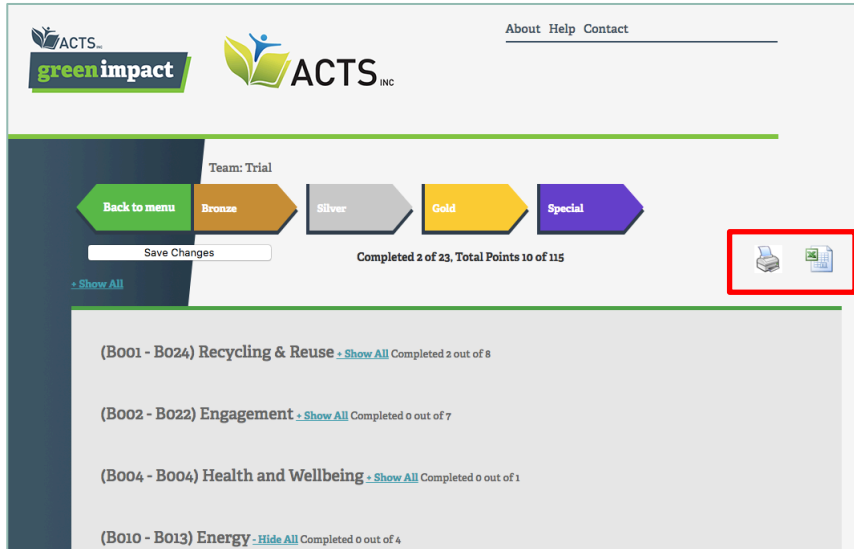 About Help Contact
ACTS INC
green impact
ACTS INC
Team: Trial
Back to menu
Bronze
Silver
Gold
Special
Save Changes
Completed 2 of 23, Total Points 10 of 115
+ Show All
(B001 - B024) Recycling & Reuse + Show All Completed 2 out of 8
(B002 - B022) Engagement + Show All Completed 0 out of 7
(B004 - B004) Health and Wellbeing + Show All Completed 0 out of 1
(B010 - B013) Energy - Hide All Completed 0 out of 4